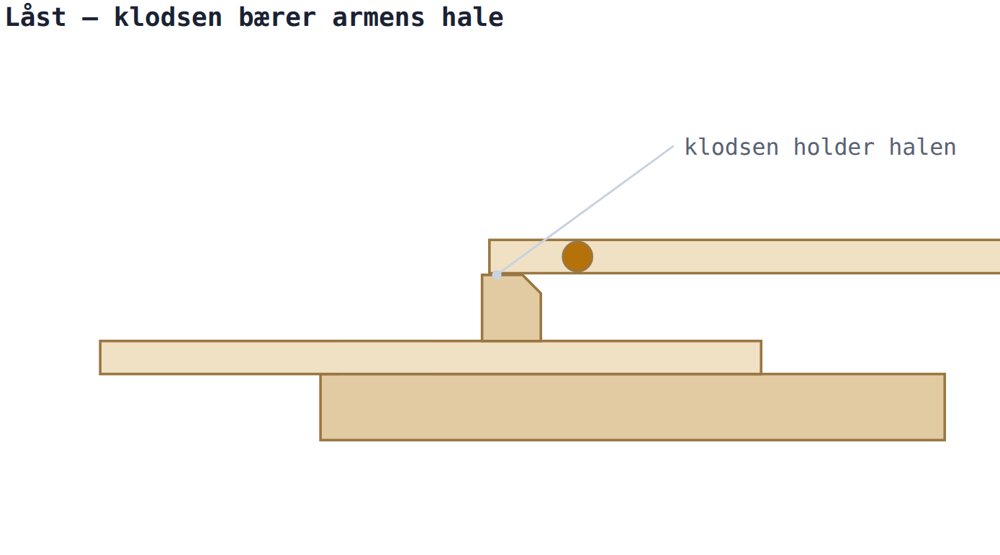 Låst – klodsen bærer armens hale
klodsen holder halen